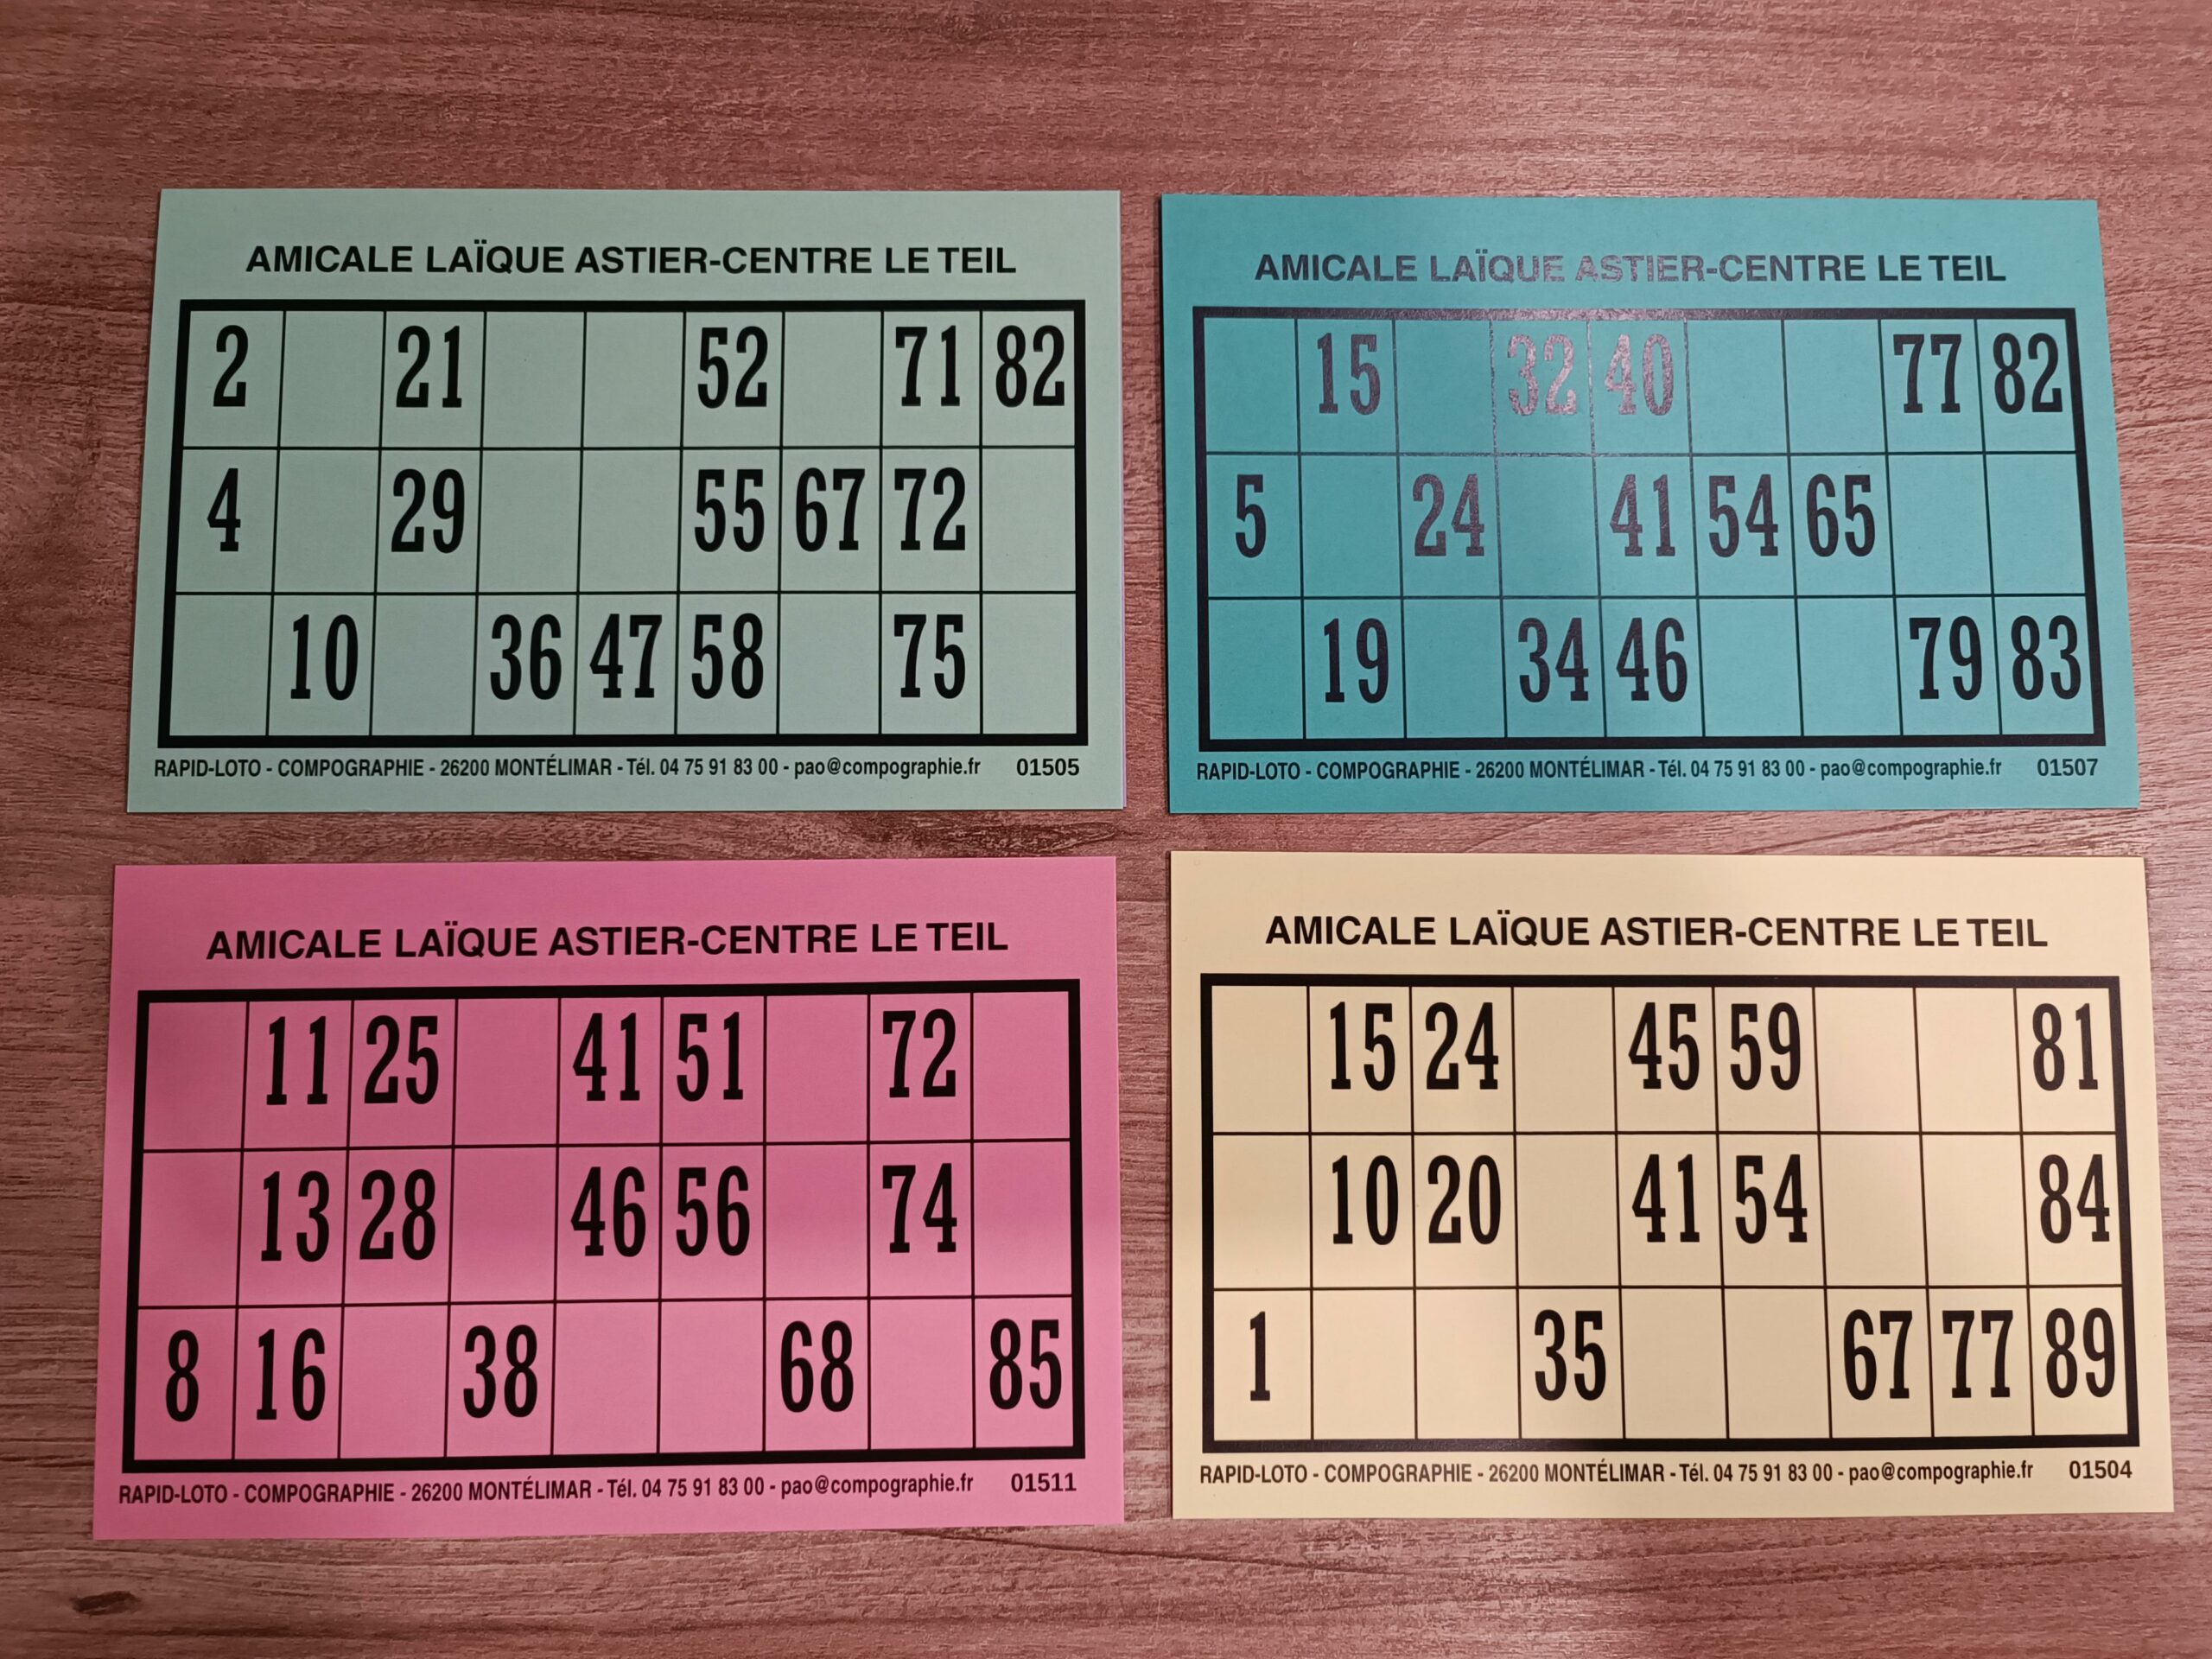 AMICALE LAÏQUE ASTIER-CENTRE LE TEIL
2 21 52 71 82
4 29 55 67 72
10 36 47 58 75
RAPID-LOTO - COMPOGRAPHIE - 26200 MONTÉLIMAR - Tél. 04 75 91 83 00 - pao@compographie.fr 01505
AMICALE LAÏQUE ASTIER-CENTRE LE TEIL
15 32 40 77 82
5 24 41 54 65
19 34 46 79 83
RAPID-LOTO - COMPOGRAPHIE - 26200 MONTÉLIMAR - Tél. 04 75 91 83 00 - pao@compographie.fr 01507
AMICALE LAÏQUE ASTIER-CENTRE LE TEIL
11 25 41 51 72
13 28 46 56 74
8 16 38 68 85
RAPID-LOTO - COMPOGRAPHIE - 26200 MONTÉLIMAR - Tél. 04 75 91 83 00 - pao@compographie.fr 01511
AMICALE LAÏQUE ASTIER-CENTRE LE TEIL
15 24 45 59 81
10 20 41 54 84
1 35 67 77 89
RAPID-LOTO - COMPOGRAPHIE - 26200 MONTÉLIMAR - Tél. 04 75 91 83 00 - pao@compographie.fr 01504